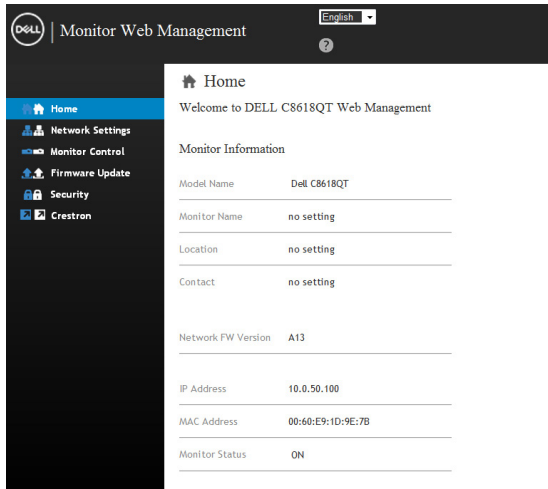 DELL
Monitor Web Management
English
?
Home
Network Settings
Monitor Control
Firmware Update
Security
Crestron
Home
Welcome to DELL C8618QT Web Management
Monitor Information
Model Name Dell C8618QT
Monitor Name no setting
Location no setting
Contact no setting
Network FW Version A13
IP Address 10.0.50.100
MAC Address 00:60:E9:1D:9E:7B
Monitor Status ON